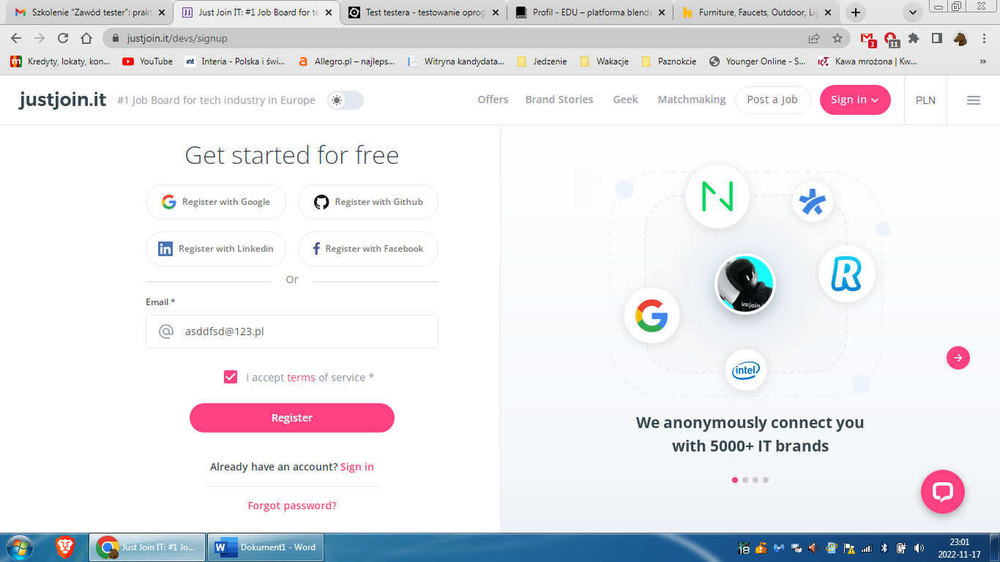 Szkolenie "Zawód tester": prakt
Just Join IT: #1 Job Board for te
Test testera - testowanie oprog
Profil - EDU – platforma blende
Furniture, Faucets, Outdoor, Lig
justjoin.it/devs/signup
3
11
Kredyty, lokaty, kon...
YouTube
int
Interia - Polska i świ...
a
Allegro.pl – najleps...
Witryna kandydata...
Jedzenie
Wakacje
Paznokcie
Younger Online - S...
Kawa mrożona | Kw...
»
justjoin.it
#1 Job Board for tech industry in Europe
Offers
Brand Stories
Geek
Matchmaking
Post a Job
Sign in
PLN
Get started for free
Register with Google
Register with Github
Register with Linkedin
Register with Facebook
Or
Email *
asddfsd@123.pl
I accept terms of service *
Register
Already have an account? Sign in
Forgot password?
intel
We anonymously connect you
with 5000+ IT brands
Just Join IT: #1 Jo...
Dokument1 - Word
18
23:01
2022-11-17